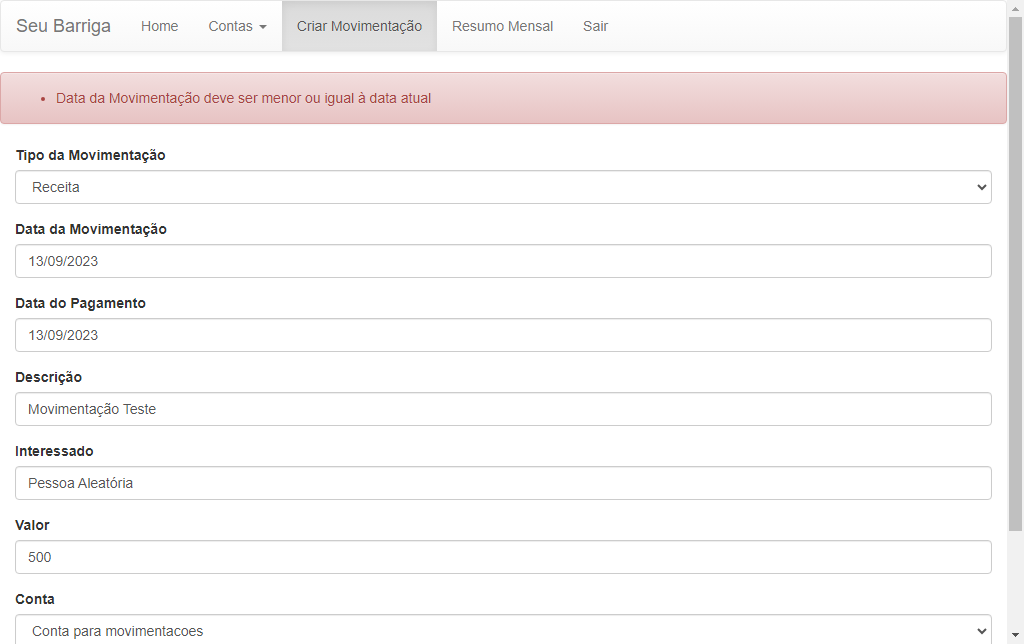 Seu Barriga Home Contas Criar Movimentação Resumo Mensal Sair
Data da Movimentação deve ser menor ou igual à data atual
Tipo da Movimentação
Receita
Data da Movimentação
13/09/2023
Data do Pagamento
13/09/2023
Descrição
Movimentação Teste
Interessado
Pessoa Aleatória
Valor
500
Conta
Conta para movimentacoes